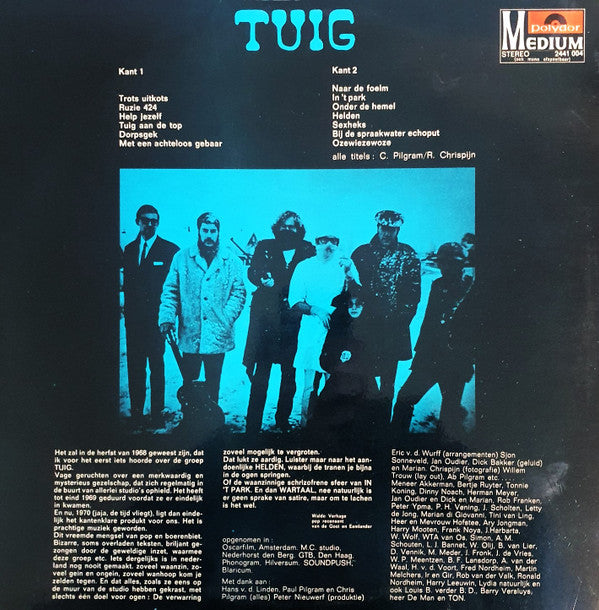 TUIG
polydor
MEDIUM
STEREO 2441 004
(ook mono afspeelbaar)
Kant 1
Trots uitkots
Ruzie 424
Help jezelf
Tuig aan de top
Dorpsgek
Met een achteloos gebaar
Kant 2
Naar de foeim
In 't park
Onder de hemel
Helden
Sexheks
Bij de spraakwater echoput
Ozewiezewoze
alle titels : C. Pilgram/R. Chrispijn
Het zal in de herfst van 1968 geweest zijn, dat
ik voor het eerst iets hoorde over de groep
TUIG.
Vage geruchten over een merkwaardig en
mysterieus gezelschap, dat zich regelmatig in
de buurt van allerlei studio's ophield. Het heeft
tot eind 1969 geduurd voordat ze er eindelijk
in kwamen.
En nu, 1970 (jaja, de tijd vliegt), ligt dan einde-
lijk het kantenklare produkt voor ons. Het is
prachtige muziek geworden.
Dit vreemde mengsel van pop en boerenbiet.
Bizarre, soms overladen teksten, briljant ge-
zongen door de geweldige inzet, waarmee
deze groep etc. Iets dergelijks is in neder-
land nog nooit gemaakt. zoveel waanzin, zo-
veel gein en ongein, zoveel wanhoop kom je
zelden tegen. En dat alles, zoals ze eens op
de muur van de studio hebben gekrast, met
slechts één doel voor ogen : De verwarring
zoveel mogelijk te vergroten.
Dat lukt ze aardig. Luister maar naar het aan-
doenlijke HELDEN, waarbij de tranen je bijna
in de ogen springen.
Of de waanzinnige schrizofrene sfeer van IN
'T PARK. En dan WARTAAL, nee natuurlijk is
er geen sprake van satire, maar om te lachen
is het wel.
Waldo Verkage
pop recensent
van de Goot en Eemlander
opgenomen in :
Oscarfilm, Amsterdam. M.C. studio,
Nederhorst den Berg. GTB, Den Haag.
Phonogram, Hilversum. SOUNDPUSH,
Blaricum.
Met dank aan :
Hans v. d. Linden, Paul Pilgram en Chris
Pilgram (alles) Peter Nieuwerf (produktie)
Eric v. d. Wurff (arrangementen) Sjon
Sonneveld, Jan Oudier, Dick Bakker (geluid)
en Marian. Chrispijn (fotografie) Willem
Trouw (lay out), Ab Pilgram etc. . .
Meneer Akkerman, Bertje Ruyter, Tonnie
Koning, Dinny Noach, Herman Meyer,
Jan Oudier en Dick en Marian, Rob Franken,
Peter Ypma, P. H. Vening, J. Scholten, Letty
de Jong, Marian di Giovanni, Tini van Ling,
Heer en Mevrouw Hofstee, Ary Jongman,
Harry Mooten, Frank Noya, J Harbarts,
W. Wolf, WTA van Os, Simon, A. M.
Schouten, L. J. Bannet, W. Olij, B. van Lier,
D. Vennik, M. Meder, J. Fronk, J. de Vries,
W. P. Meentzen, B. F. Lansdorp, A. van der
Waal, H. v. d. Voort, Fred Nordheim, Martin
Melchers, Ir en Gir, Rob van der Valk, Ronald
Nordheim, Harry Leeuwin, Lydia natuurlijk en
ook Louis B. verder B. D., Barry Versluys,
heer De Man en TON.